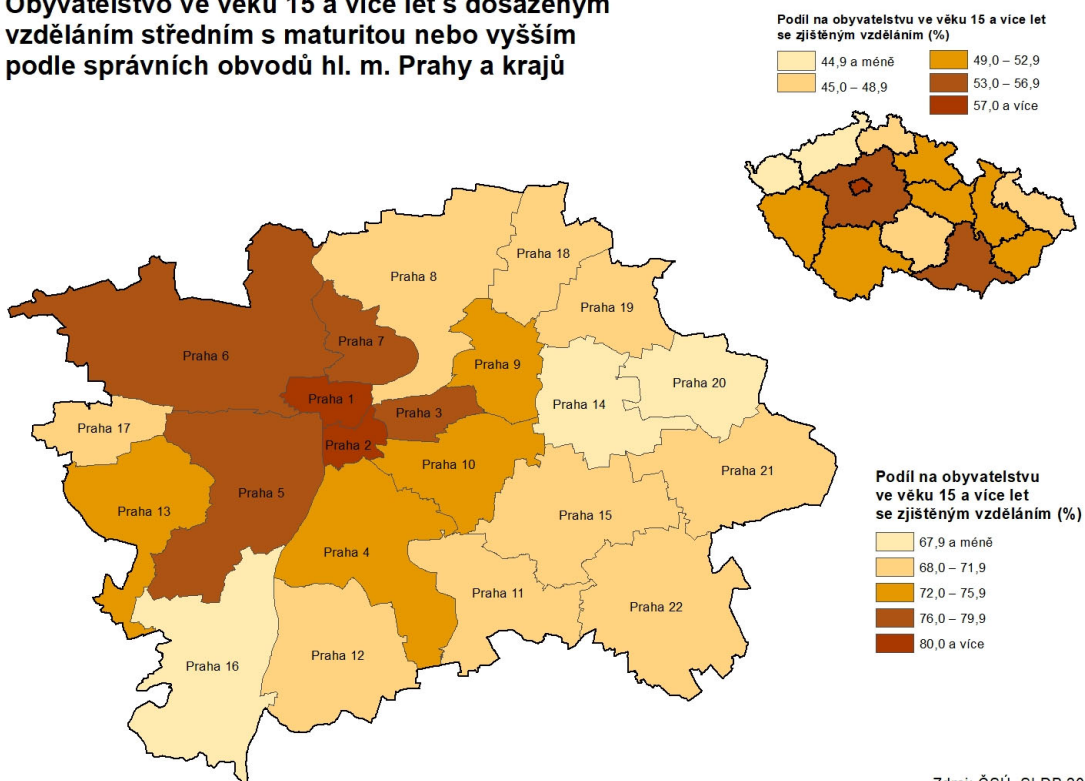 Obyvatelstvo ve věku 15 a více let s dosaženým
vzděláním středním s maturitou nebo vyšším
podle správních obvodů hl. m. Prahy a krajů
Podíl na obyvatelstvu ve věku 15 a více let
se zjištěným vzděláním (%)
44,9 a méně
45,0 – 48,9
49,0 – 52,9
53,0 – 56,9
57,0 a více
Praha 18
Praha 8
Praha 19
Praha 7
Praha 6
Praha 9
Praha 20
Praha 1
Praha 14
Praha 3
Praha 17
Praha 2
Praha 10
Praha 21
Praha 5
Praha 13
Praha 15
Praha 4
Praha 11
Praha 22
Praha 12
Praha 16
Podíl na obyvatelstvu
ve věku 15 a více let
se zjištěným vzděláním (%)
67,9 a méně
68,0 – 71,9
72,0 – 75,9
76,0 – 79,9
80,0 a více